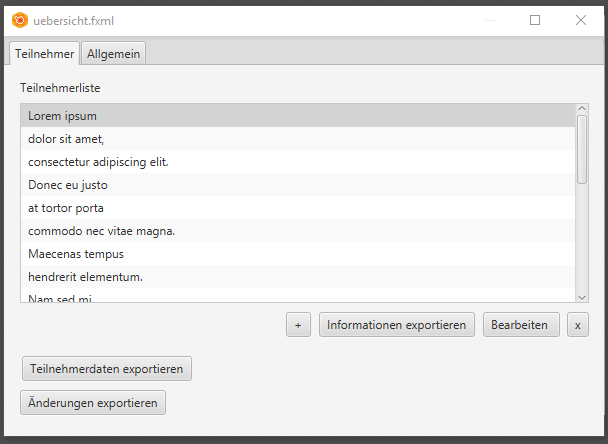 uebersicht.fxml
Teilnehmer Allgemein
Teilnehmerliste
Lorem ipsum
dolor sit amet,
consectetur adipiscing elit.
Donec eu justo
at tortor porta
commodo nec vitae magna.
Maecenas tempus
hendrerit elementum.
Nam sed mi
+ Informationen exportieren Bearbeiten x
Teilnehmerdaten exportieren
Änderungen exportieren